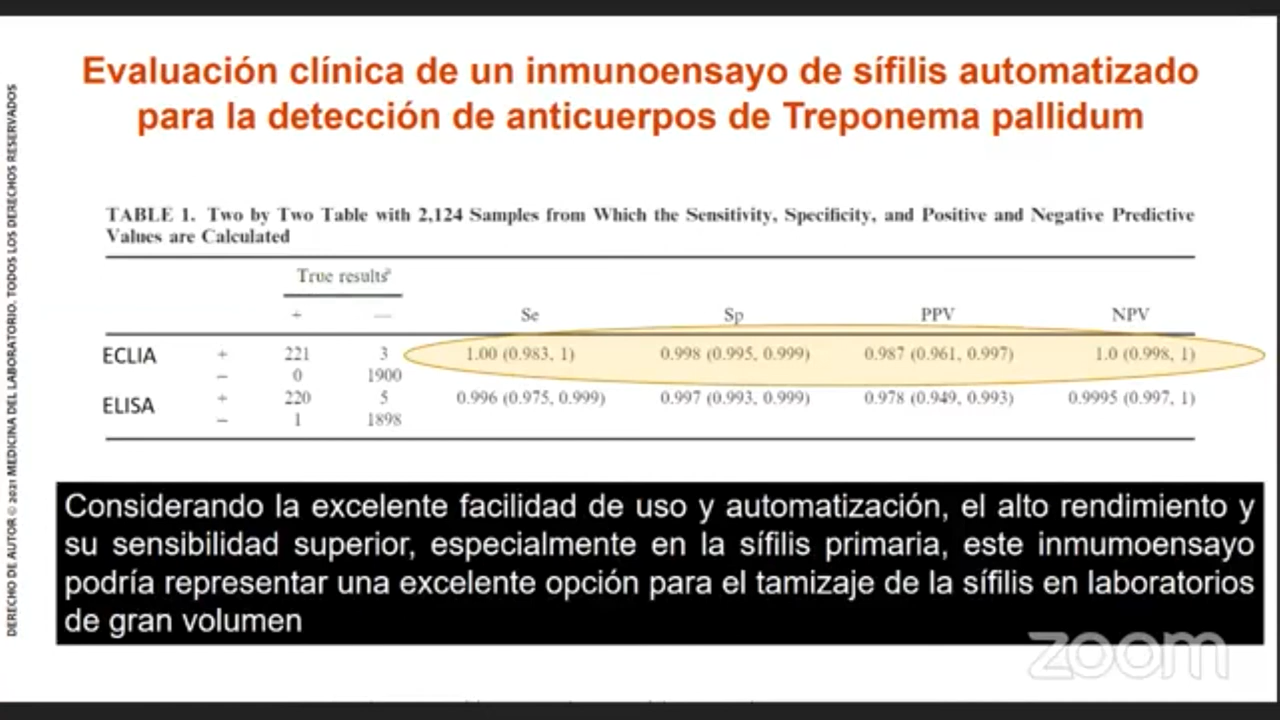 Evaluación clínica de un inmunoensayo de sífilis automatizado
para la detección de anticuerpos de Treponema pallidum
DERECHO DE AUTOR © 2021 MEDICINA DEL LABORATORIO. TODOS LOS DERECHOS RESERVADOS
TABLE 1. Two by Two Table with 2,124 Samples from Which the Sensitivity, Specificity, and Positive and Negative Predictive
Values are Calculated
True resultsᵃ
+ — Se Sp PPV NPV
ECLIA + 221 3 1.00 (0.983, 1) 0.998 (0.995, 0.999) 0.987 (0.961, 0.997) 1.0 (0.998, 1)
− 0 1900
ELISA + 220 5 0.996 (0.975, 0.999) 0.997 (0.993, 0.999) 0.978 (0.949, 0.993) 0.9995 (0.997, 1)
− 1 1898
Considerando la excelente facilidad de uso y automatización, el alto rendimiento y
su sensibilidad superior, especialmente en la sífilis primaria, este inmumoensayo
podría representar una excelente opción para el tamizaje de la sífilis en laboratorios
de gran volumen
zoom